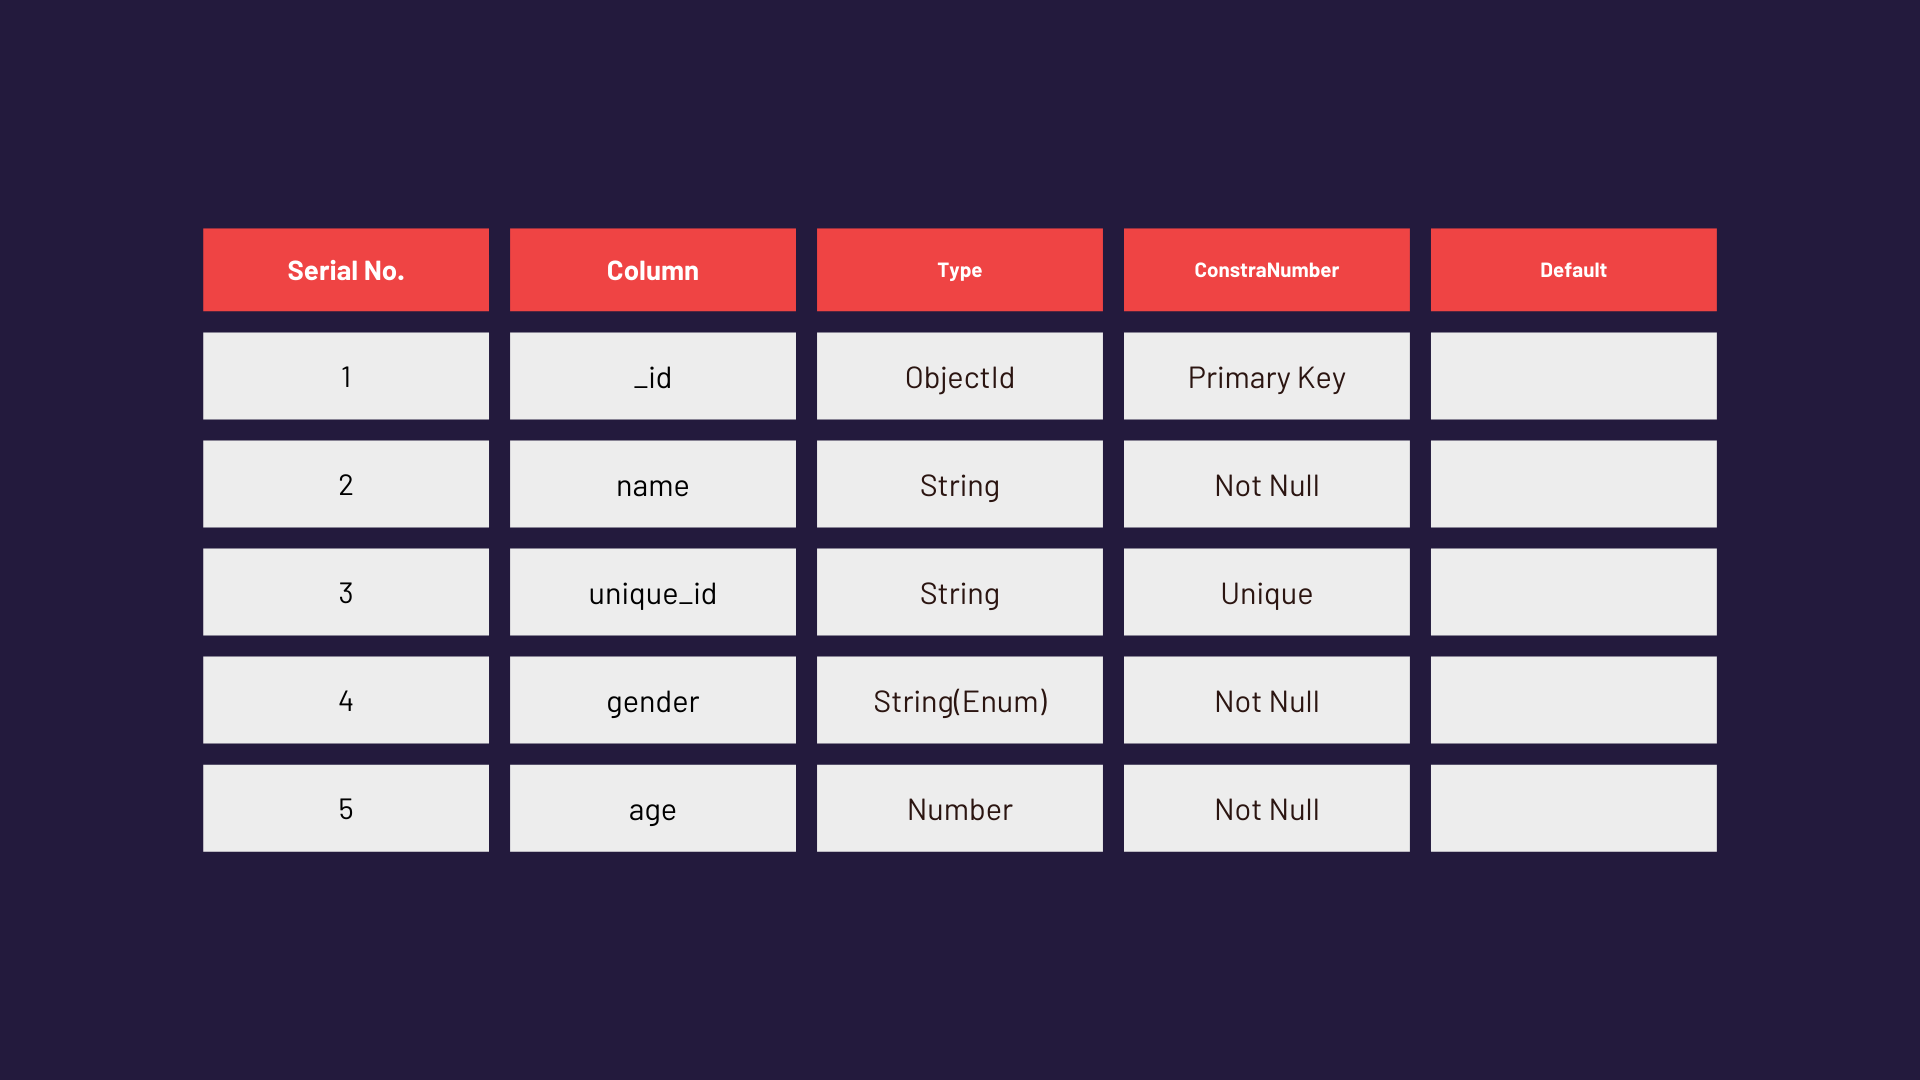 Serial No. Column Type ConstraNumber Default
1 _id ObjectId Primary Key
2 name String Not Null
3 unique_id String Unique
4 gender String(Enum) Not Null
5 age Number Not Null